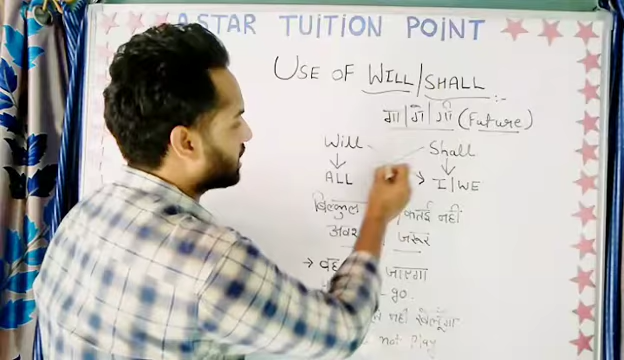 ASTAR TUITION POINT
USE OF WILL/SHALL :-
गा/गे/गी (Future)
Will Shall
ALL I/WE
बिल्कुल कतई नहीं
जरूर
→ जाएगा
go.
नहीं खेलूंगा
not Play